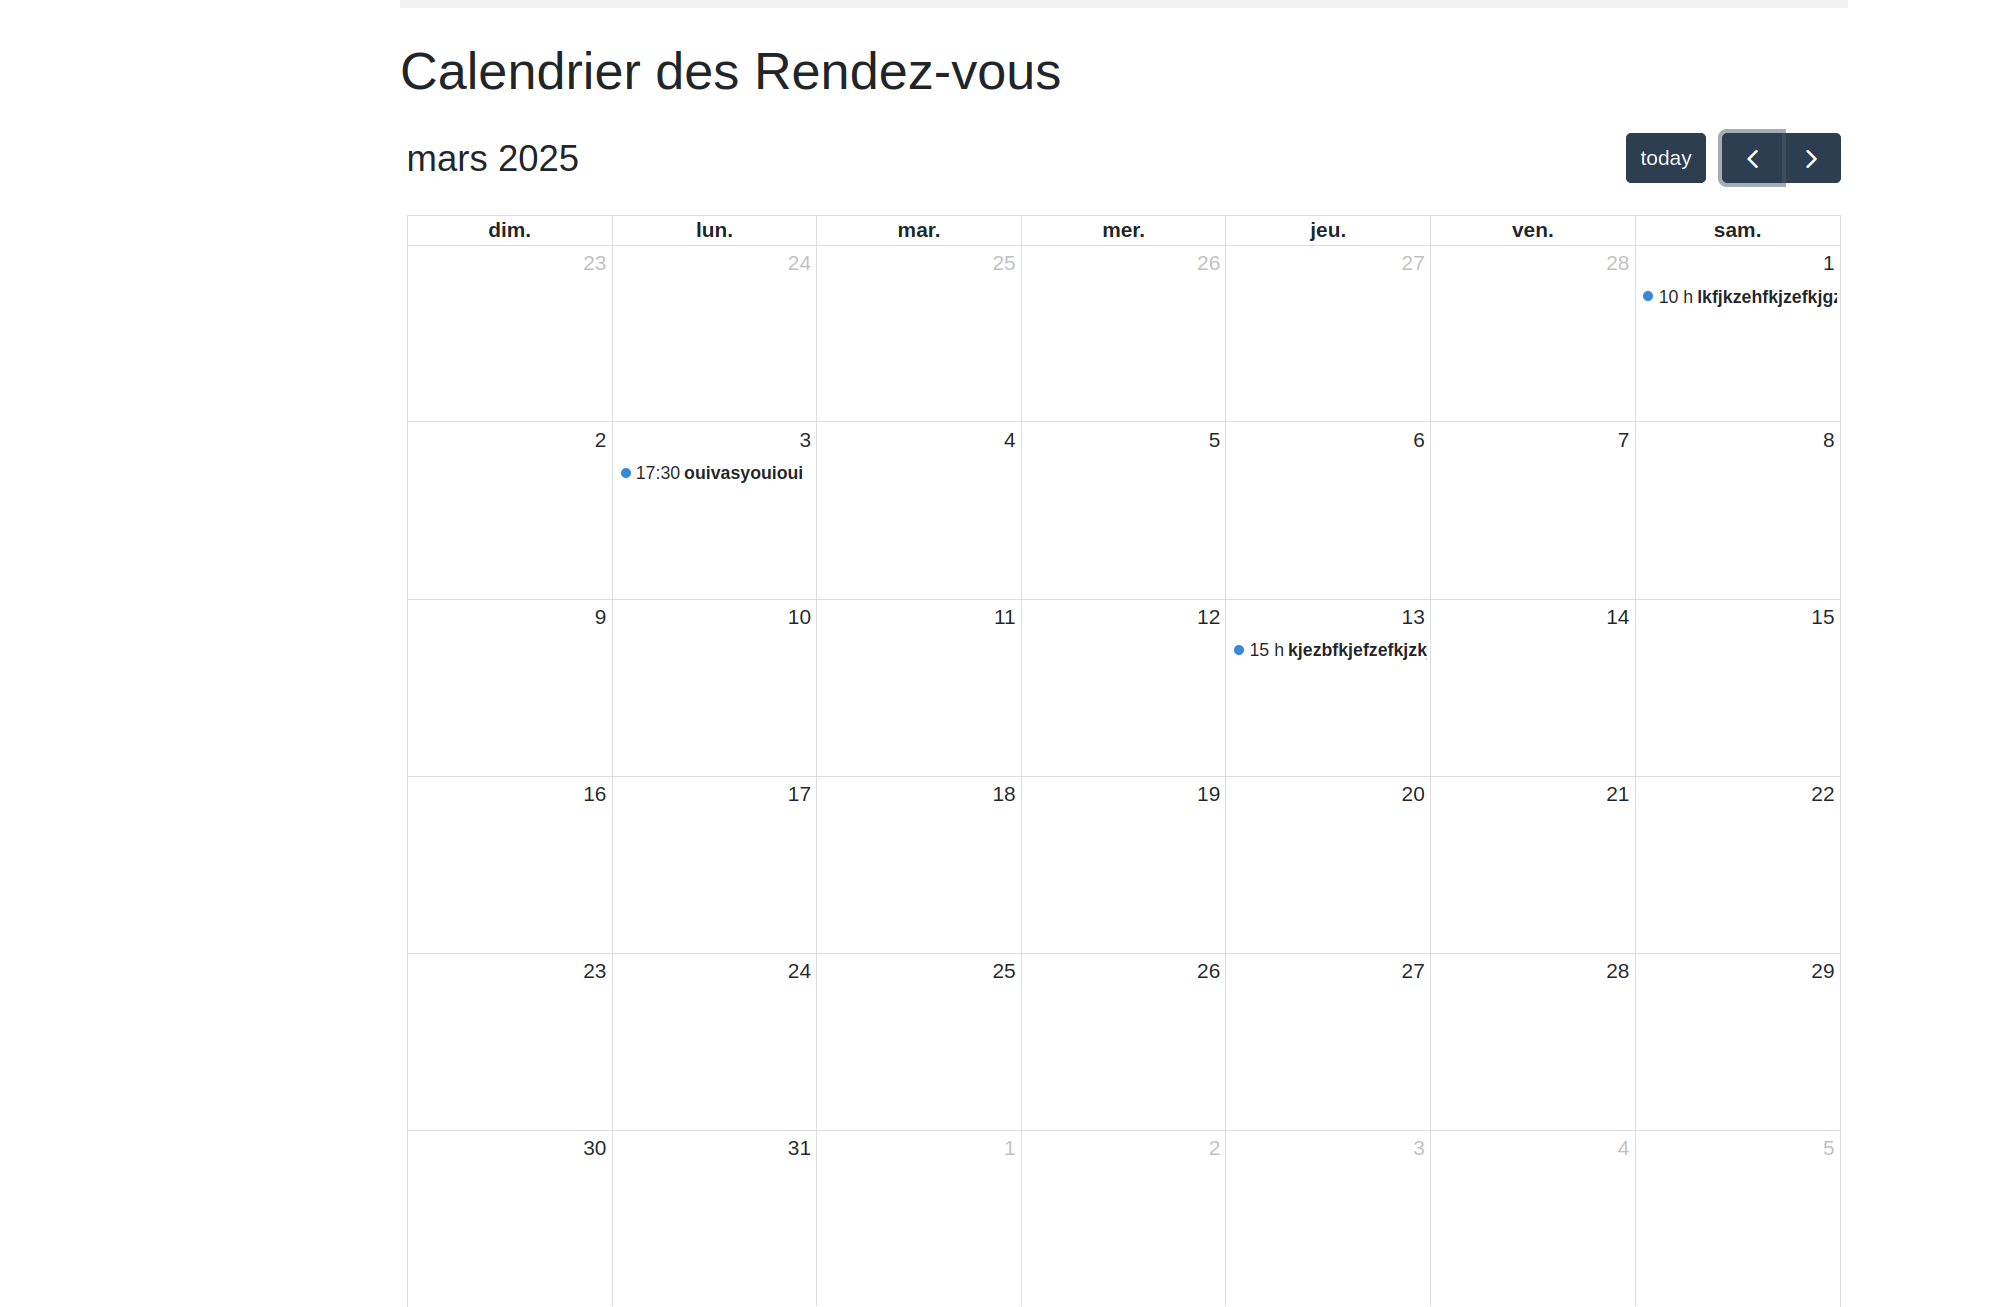 Calendrier des Rendez-vous
mars 2025
today
dim. lun. mar. mer. jeu. ven. sam.
23 24 25 26 27 28 1
10 h lkfjkzehfkjzefkjgz
2 3 4 5 6 7 8
17:30 ouivasyouioui
9 10 11 12 13 14 15
15 h kjezbfkjefzefkjzk
16 17 18 19 20 21 22
23 24 25 26 27 28 29
30 31 1 2 3 4 5